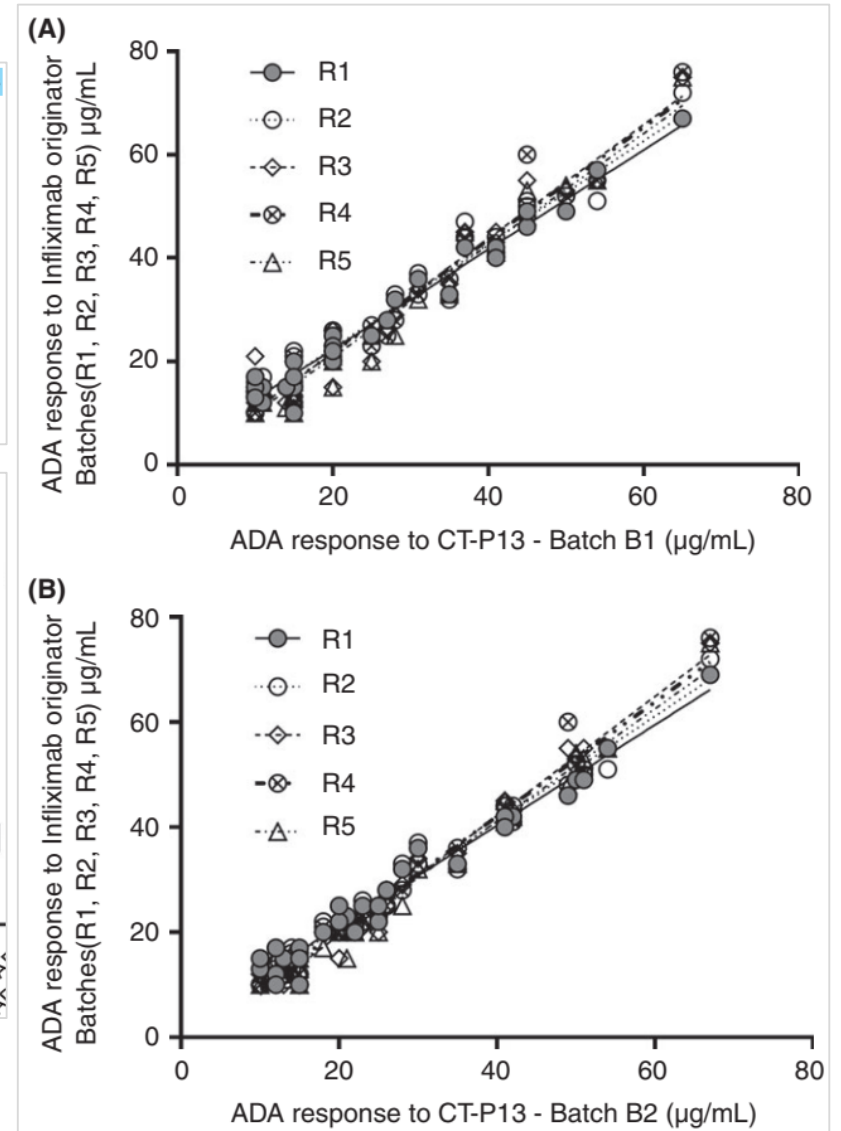 (A)
ADA response to Infliximab originator
Batches(R1, R2, R3, R4, R5) µg/mL
80
60
40
20
0
R1
R2
R3
R4
R5
0 20 40 60 80
ADA response to CT-P13 - Batch B1 (µg/mL)
(B)
ADA response to Infliximab originator
Batches(R1, R2, R3, R4, R5) µg/mL
80
60
40
20
0
R1
R2
R3
R4
R5
0 20 40 60 80
ADA response to CT-P13 - Batch B2 (µg/mL)